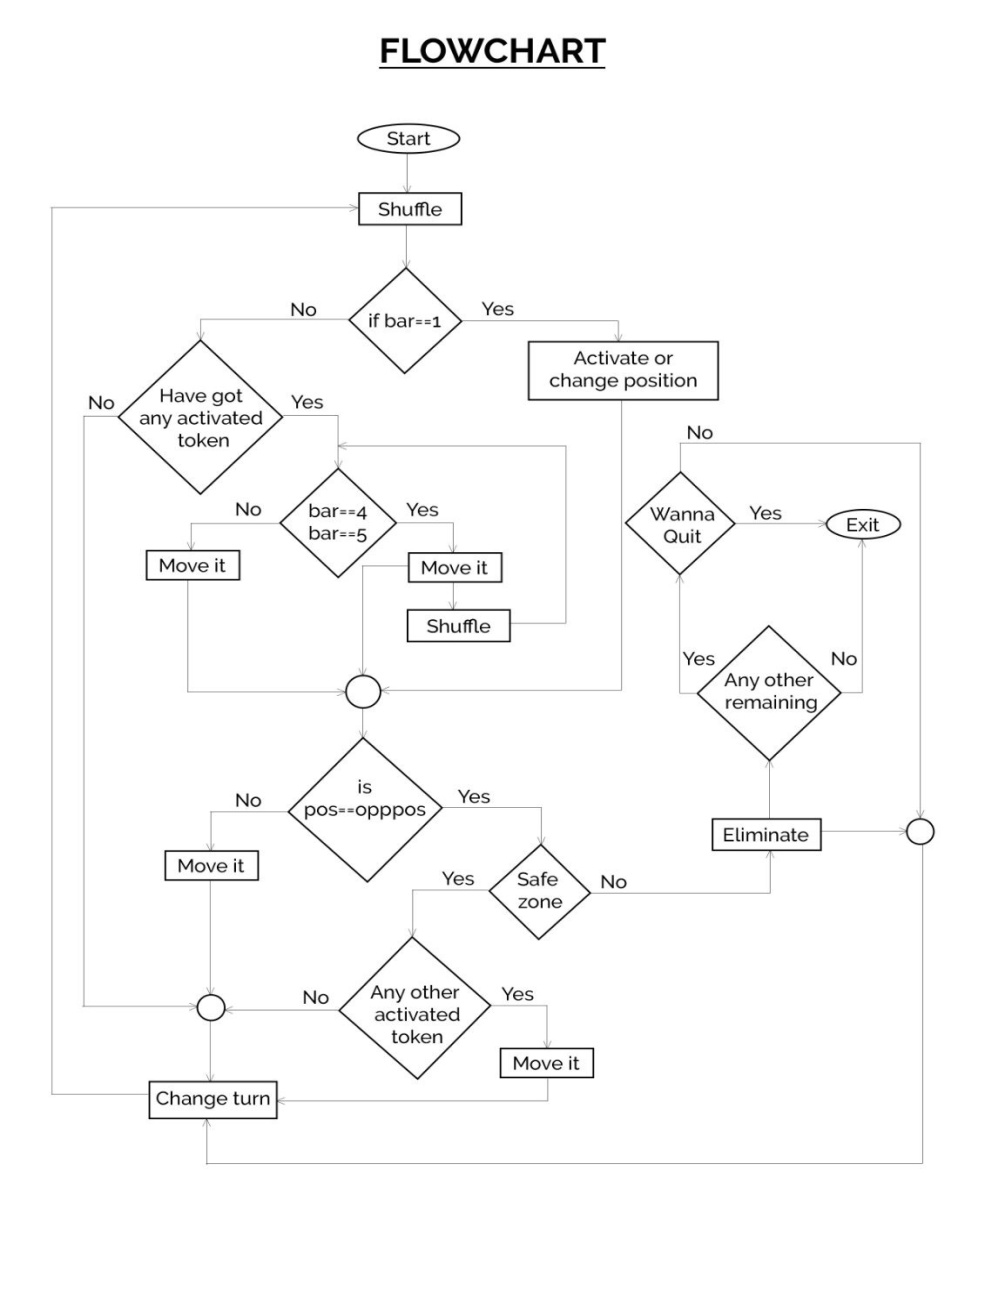 FLOWCHART
Start
Shuffle
No
Yes
if bar==1
Activate or
change position
No
Have got
any activated
token
Yes
No
No
bar==4
bar==5
Yes
Wanna
Quit
Yes
Exit
Move it
Move it
Shuffle
Yes
No
Any other
remaining
is
pos==opppos
No
Yes
Eliminate
Move it
Yes
Safe
zone
No
No
Any other
activated
token
Yes
Move it
Change turn